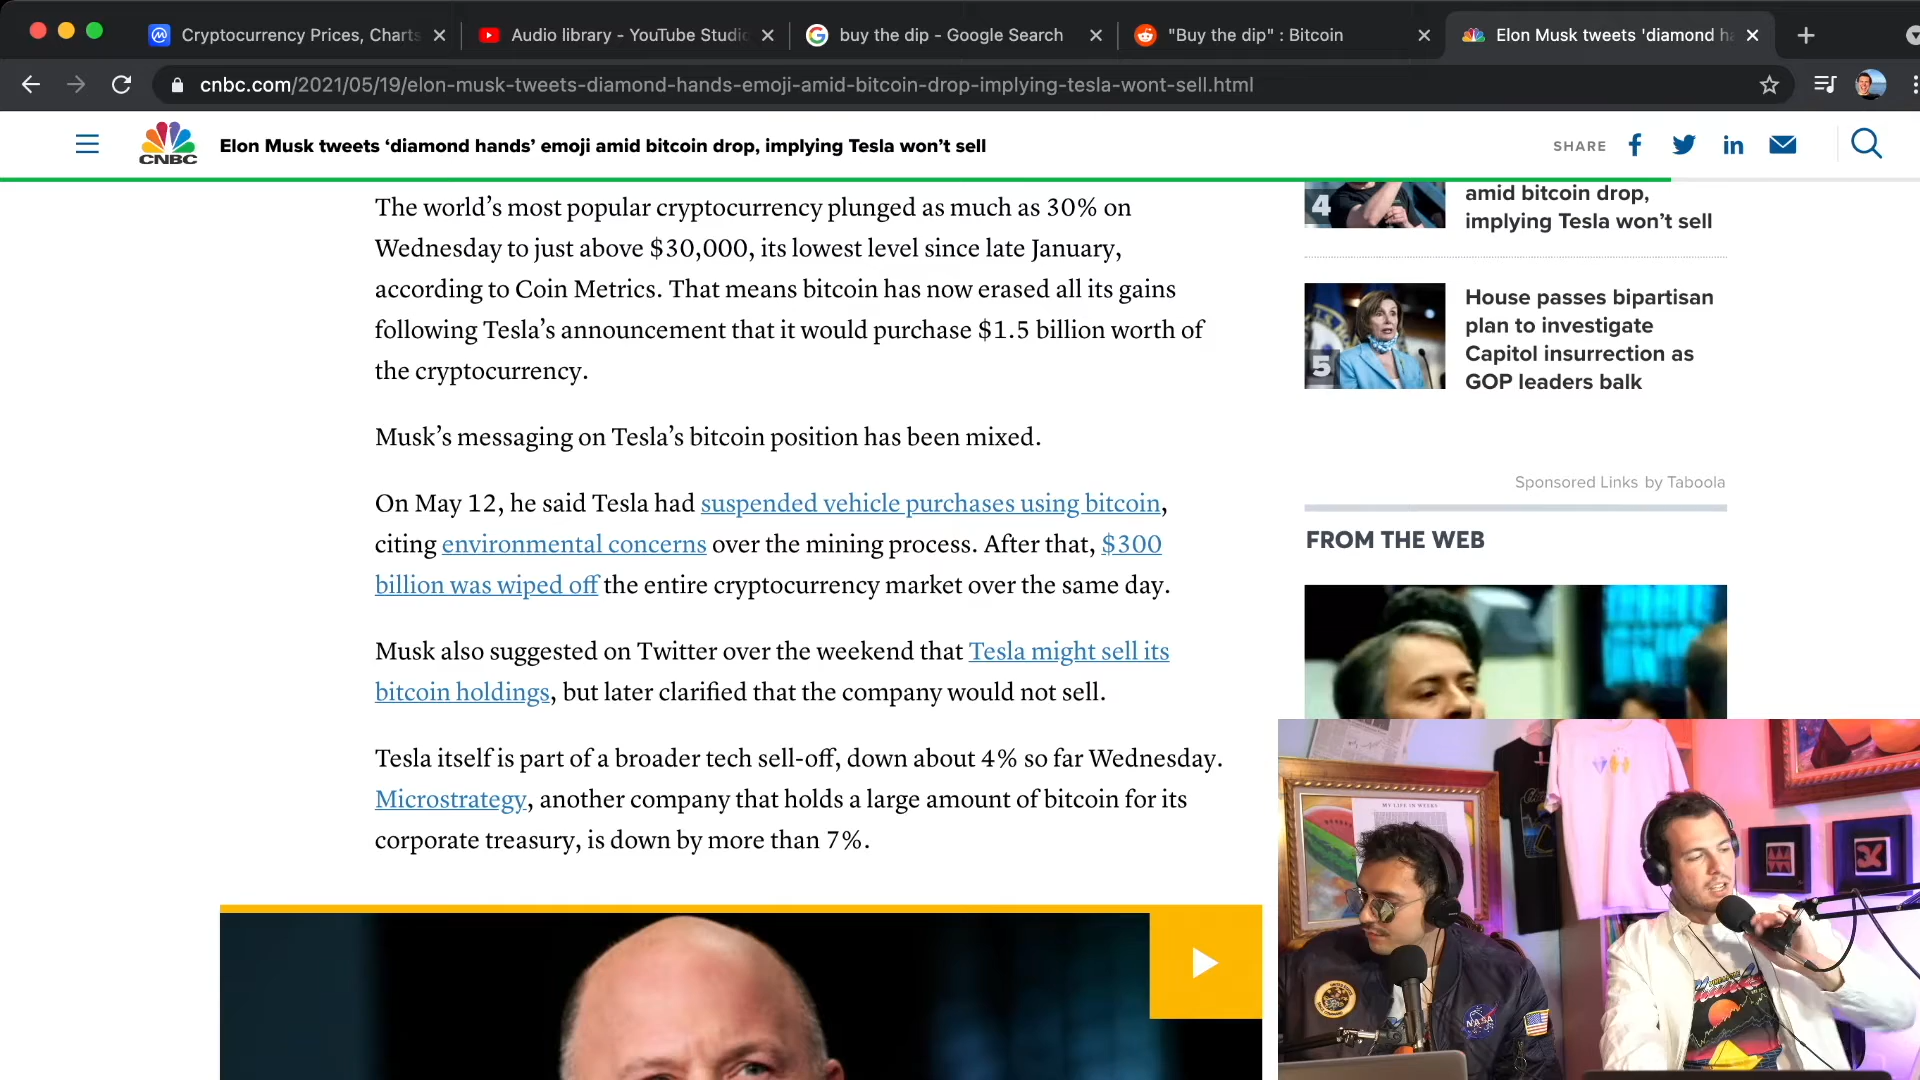 Cryptocurrency Prices, Charts
Audio library - YouTube Studio
buy the dip - Google Search
"Buy the dip" : Bitcoin
Elon Musk tweets 'diamond ha
cnbc.com/2021/05/19/elon-musk-tweets-diamond-hands-emoji-amid-bitcoin-drop-implying-tesla-wont-sell.html
CNBC
Elon Musk tweets ‘diamond hands’ emoji amid bitcoin drop, implying Tesla won’t sell
SHARE
The world’s most popular cryptocurrency plunged as much as 30% on
Wednesday to just above $30,000, its lowest level since late January,
according to Coin Metrics. That means bitcoin has now erased all its gains
following Tesla’s announcement that it would purchase $1.5 billion worth of
the cryptocurrency.
Musk’s messaging on Tesla’s bitcoin position has been mixed.
On May 12, he said Tesla had suspended vehicle purchases using bitcoin,
citing environmental concerns over the mining process. After that, $300
billion was wiped off the entire cryptocurrency market over the same day.
Musk also suggested on Twitter over the weekend that Tesla might sell its
bitcoin holdings, but later clarified that the company would not sell.
Tesla itself is part of a broader tech sell-off, down about 4% so far Wednesday.
Microstrategy, another company that holds a large amount of bitcoin for its
corporate treasury, is down by more than 7%.
4
amid bitcoin drop,
implying Tesla won’t sell
5
House passes bipartisan
plan to investigate
Capitol insurrection as
GOP leaders balk
Sponsored Links by Taboola
FROM THE WEB
MY LIFE IN WEEKS
NASA